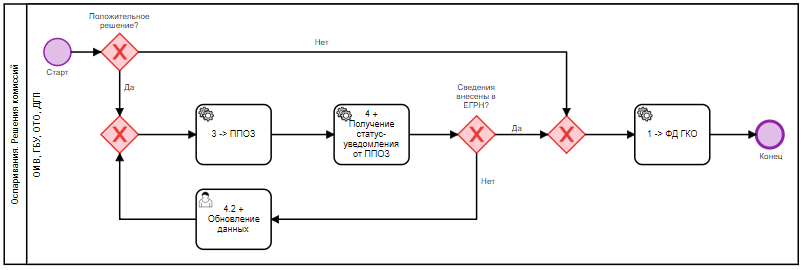 Оспаривания. Решения комиссий
ОИВ, ГБУ, ОТО, ДГП
Положительное
решение?
Старт
Нет
Да
3 -> ППОЗ
4 +
Получение
статус-
уведомления
от ППОЗ
Сведения
внесены в
ЕГРН?
Да
Нет
1 -> ФД ГКО
Конец
4.2 +
Обновление
данных